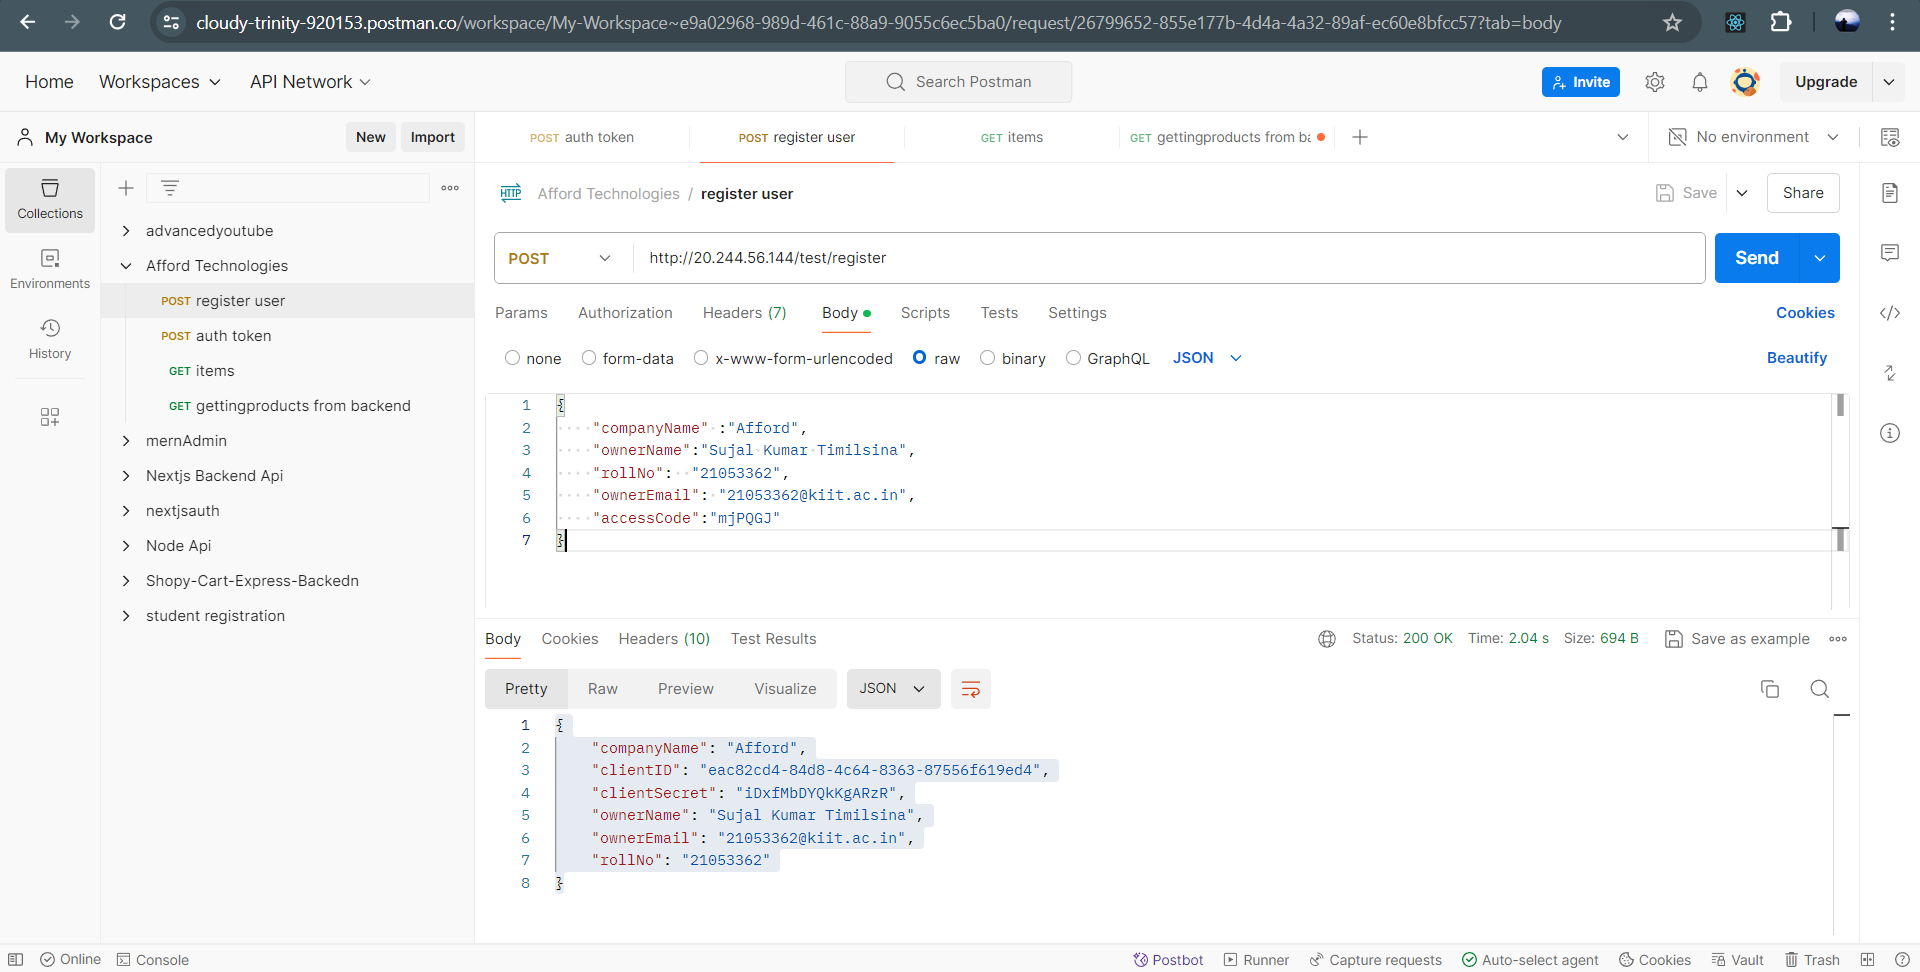 cloudy-trinity-920153.postman.co/workspace/My-Workspace~e9a02968-989d-461c-88a9-9055c6ec5ba0/request/26799652-855e177b-4d4a-4a32-89af-ec60e8bfcc57?tab=body
Home Workspaces API Network Search Postman Invite Upgrade
My Workspace New Import
POST auth token POST register user GET items GET gettingproducts from ba No environment
Collections
Environments
History
advancedyoutube
Afford Technologies
POST register user
POST auth token
GET items
GET gettingproducts from backend
mernAdmin
Nextjs Backend Api
nextjsauth
Node Api
Shopy-Cart-Express-Backedn
student registration
HTTP Afford Technologies / register user Save Share
POST http://20.244.56.144/test/register Send
Params Authorization Headers (7) Body Scripts Tests Settings Cookies
none form-data x-www-form-urlencoded raw binary GraphQL JSON Beautify
1 {
2 "companyName" :"Afford",
3 "ownerName":"Sujal Kumar Timilsina",
4 "rollNo": "21053362",
5 "ownerEmail": "21053362@kiit.ac.in",
6 "accessCode":"mjPQGJ"
7 }
Body Cookies Headers (10) Test Results Status: 200 OK Time: 2.04 s Size: 694 B Save as example
Pretty Raw Preview Visualize JSON
1 {
2 "companyName": "Afford",
3 "clientID": "eac82cd4-84d8-4c64-8363-87556f619ed4",
4 "clientSecret": "iDxfMbDYQkKgARzR",
5 "ownerName": "Sujal Kumar Timilsina",
6 "ownerEmail": "21053362@kiit.ac.in",
7 "rollNo": "21053362"
8 }
Online Console Postbot Runner Capture requests Auto-select agent Cookies Vault Trash